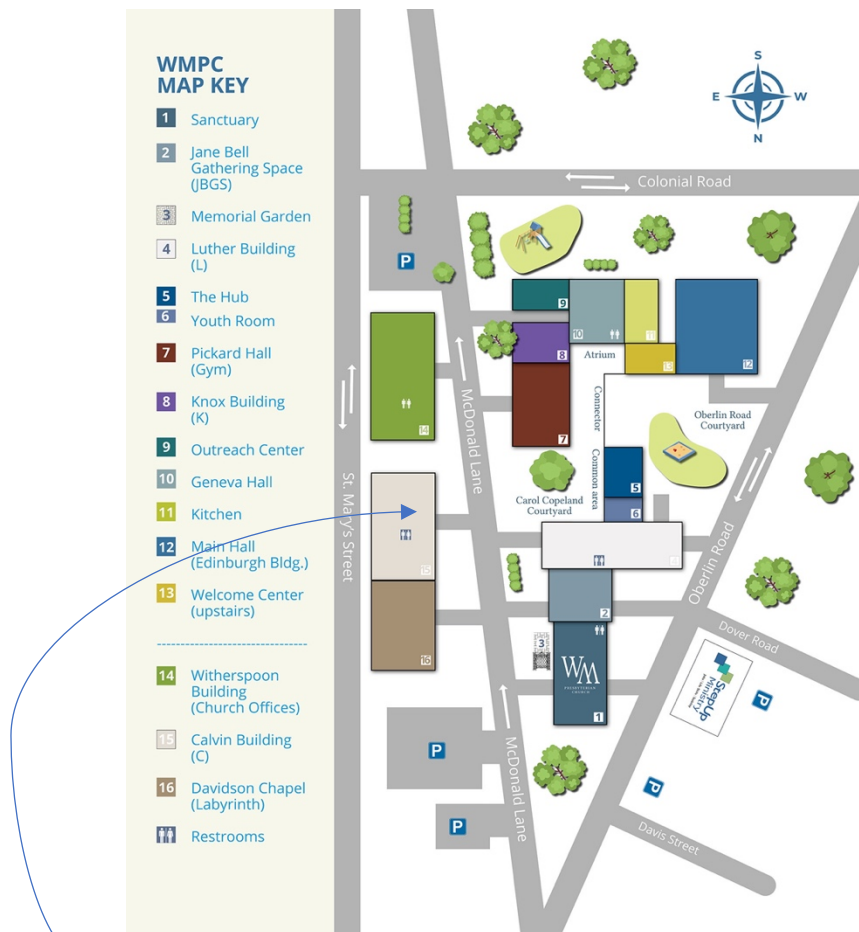 WMPC
MAP KEY
1 Sanctuary
2 Jane Bell
Gathering Space
(JBGS)
3 Memorial Garden
4 Luther Building
(L)
5 The Hub
6 Youth Room
7 Pickard Hall
(Gym)
8 Knox Building
(K)
9 Outreach Center
10 Geneva Hall
11 Kitchen
12 Main Hall
(Edinburgh Bldg.)
13 Welcome Center
(upstairs)
14 Witherspoon
Building
(Church Offices)
15 Calvin Building
(C)
16 Davidson Chapel
(Labyrinth)
Restrooms
S
E W
N
Colonial Road
P
9
10
11
8
Atrium
13
12
McDonald Lane
Connector
Oberlin Road
Courtyard
14
7
St. Mary's Street
Common area
5
Carol Copeland
Courtyard
6
15
Oberlin Road
2
Dover Road
3
16
WM
PRESBYTERIAN
CHURCH
1
StepUp
Ministry
P
P
McDonald Lane
P
P
Davis Street